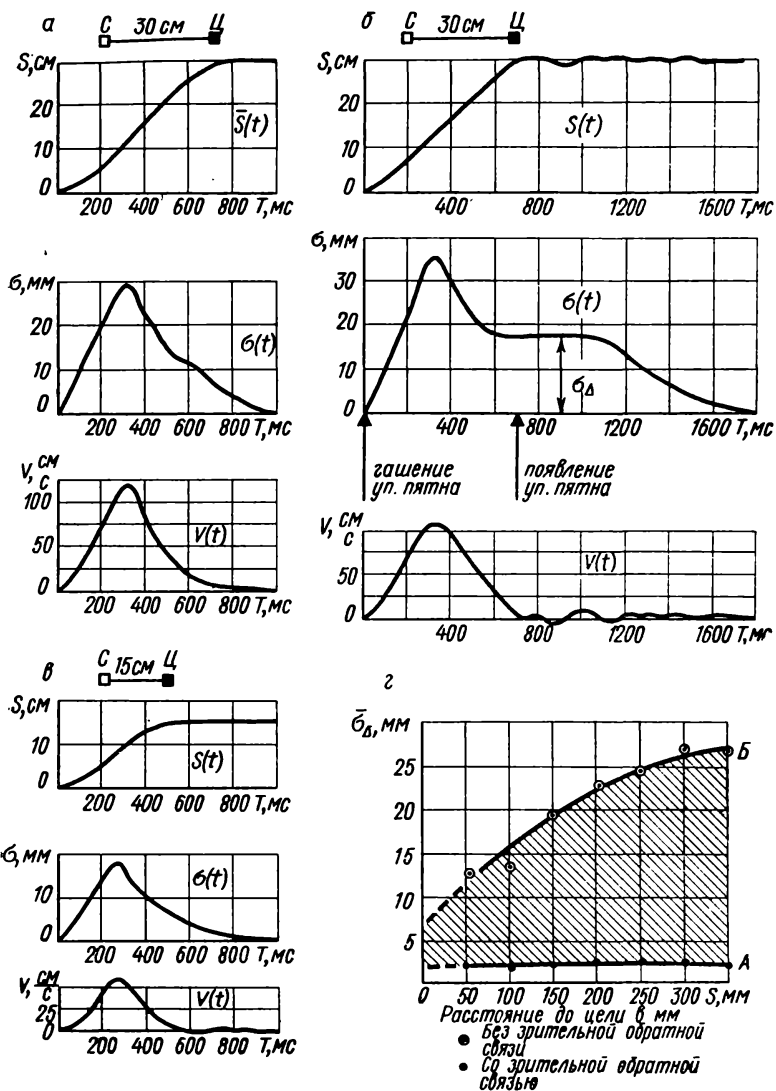 а
С 30 см Ц
S, см
20
10
0
S̄(t)
200 400 600 800 T, мс
б
С 30 см Ц
S, см
20
10
0
S(t)
400 800 1200 1600 T, мс
σ, мм
20
10
0
σ(t)
200 400 600 800 T, мс
σ, мм
30
20
10
0
σ(t)
σΔ
400 800 1200 1600 T, мс
гашение
уп. пятна
появление
уп. пятна
V, см/с
100
50
0
V(t)
200 400 600 800 T, мс
V, см/с
50
0
V(t)
400 800 1200 1600 T, мс
в
С 15 см Ц
S, см
10
0
S(t)
200 400 600 800 T, мс
σ, мм
10
0
σ(t)
200 400 600 800 T, мс
V, см/с
25
0
V(t)
200 400 600 800 T, мс
г
σ̄Δ, мм
25
20
15
10
5
Б
А
0 50 100 150 200 250 300 S, мм
Расстояние до цели в мм
Без зрительной обратной
связи
Со зрительной обратной
связью